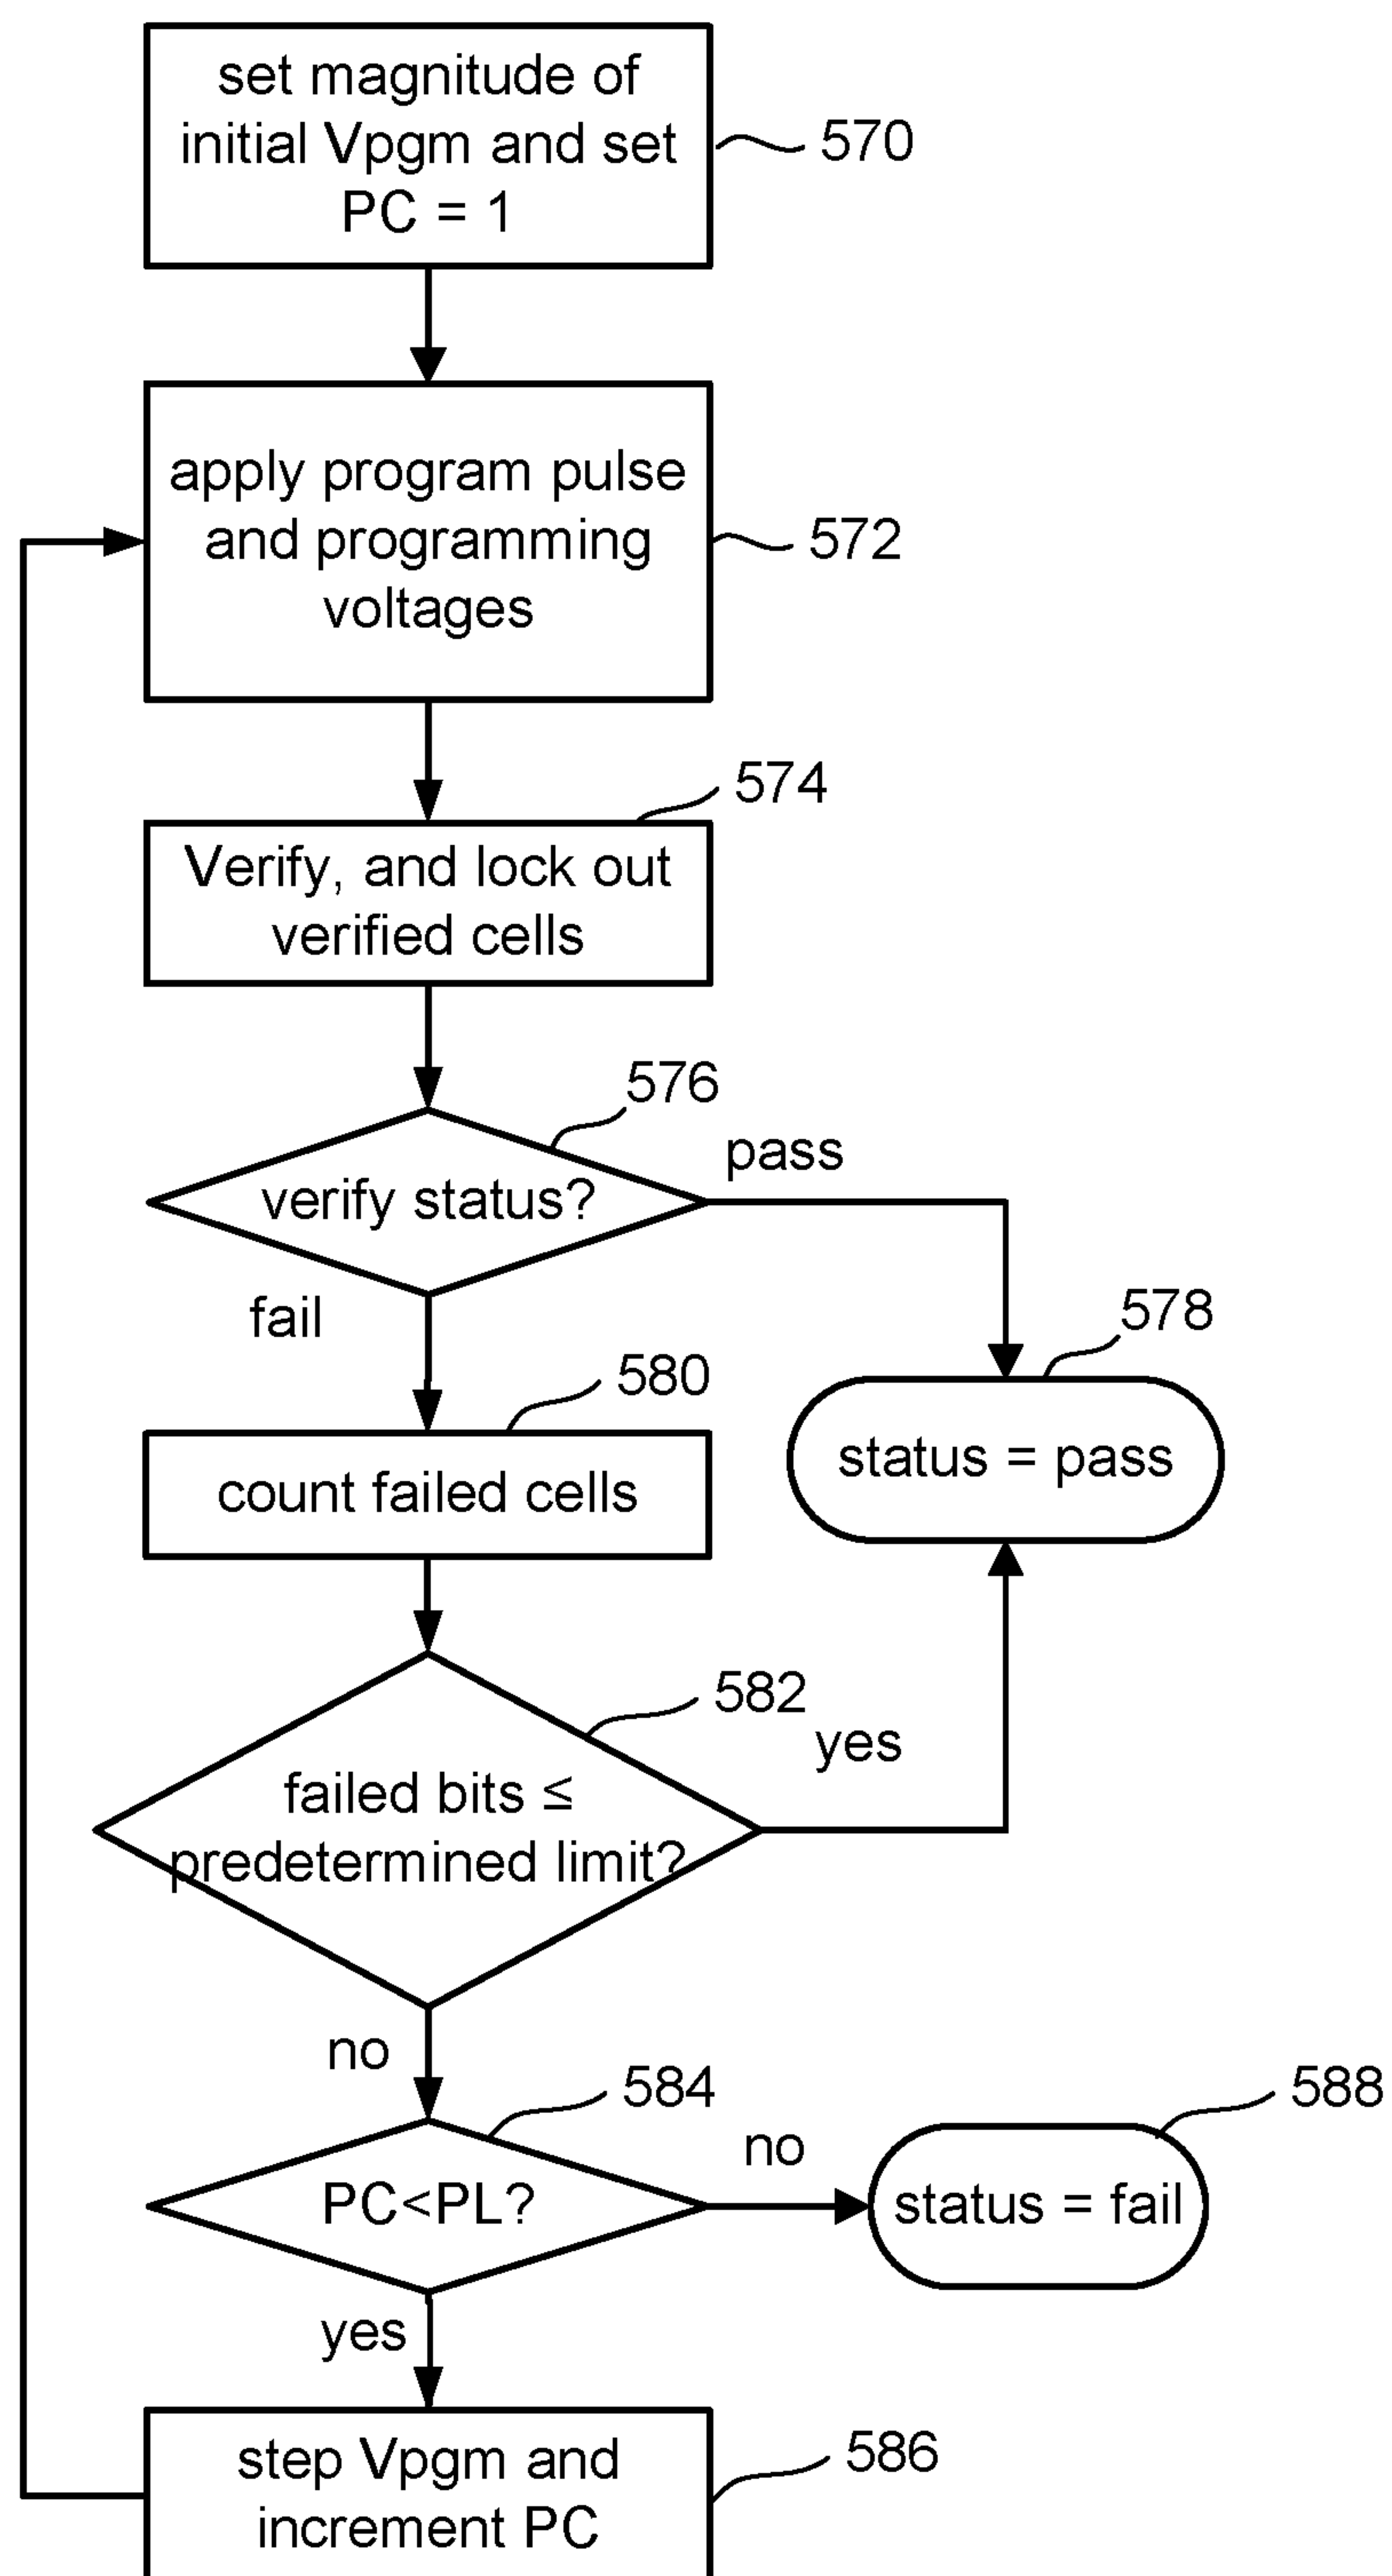 set magnitude of
initial Vpgm and set
PC = 1
570
apply program pulse
and programming
voltages
572
574
Verify, and lock out
verified cells
576
pass
verify status?
fail
578
status = pass
580
count failed cells
582
yes
failed bits ≤
predetermined limit?
no
584
588
no
PC<PL?
status = fail
yes
step Vpgm and
increment PC
586